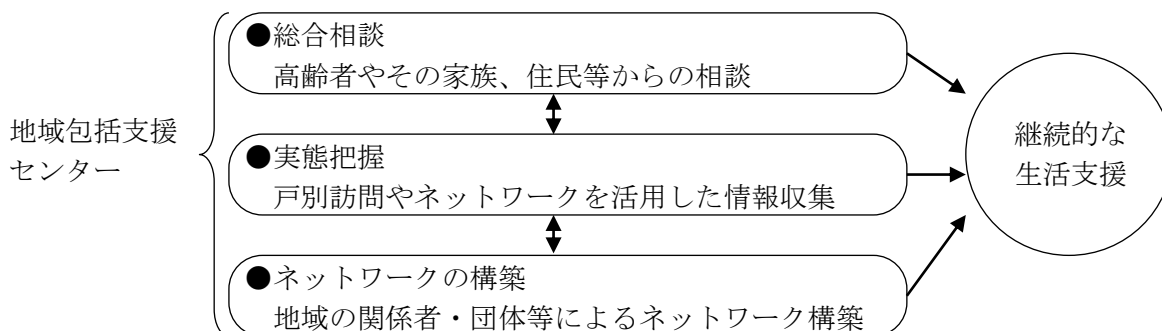 ●総合相談
高齢者やその家族、住民等からの相談
地域包括支援
センター
●実態把握
戸別訪問やネットワークを活用した情報収集
継続的な
生活支援
●ネットワークの構築
地域の関係者・団体等によるネットワーク構築